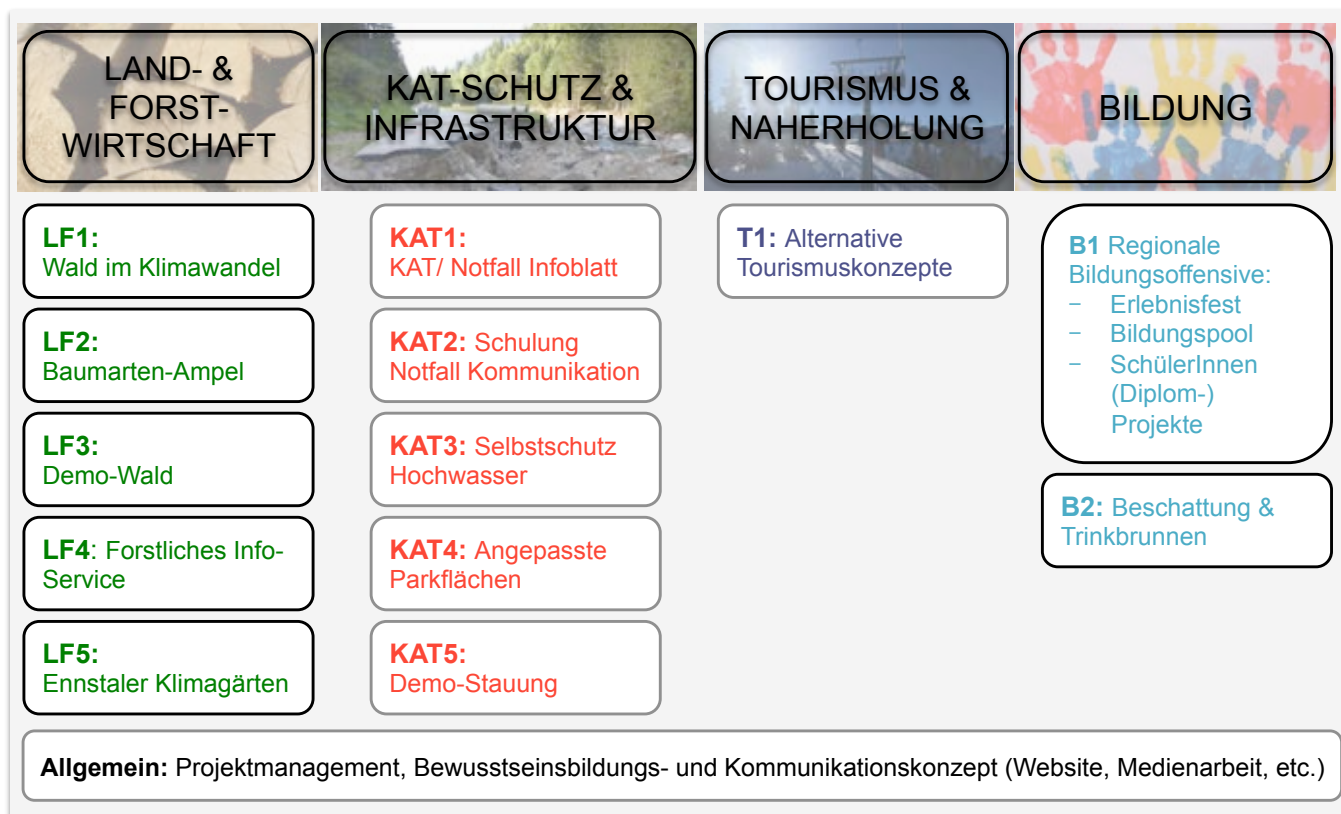 LAND- &
FORST-
WIRTSCHAFT
KAT-SCHUTZ &
INFRASTRUKTUR
TOURISMUS &
NAHERHOLUNG
BILDUNG
LF1:
Wald im Klimawandel
LF2:
Baumarten-Ampel
LF3:
Demo-Wald
LF4: Forstliches Info-
Service
LF5:
Ennstaler Klimagärten
KAT1:
KAT/ Notfall Infoblatt
KAT2: Schulung
Notfall Kommunikation
KAT3: Selbstschutz
Hochwasser
KAT4: Angepasste
Parkflächen
KAT5:
Demo-Stauung
T1: Alternative
Tourismuskonzepte
B1 Regionale
Bildungsoffensive:
− Erlebnisfest
− Bildungspool
− SchülerInnen
(Diplom-)
Projekte
B2: Beschattung &
Trinkbrunnen
Allgemein: Projektmanagement, Bewusstseinsbildungs- und Kommunikationskonzept (Website, Medienarbeit, etc.)